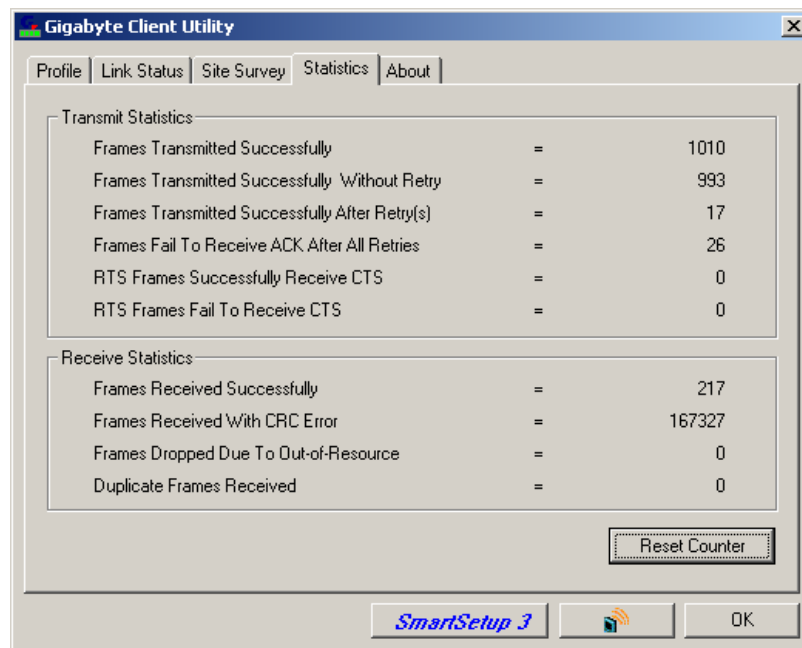 Gigabyte Client Utility
Profile Link Status Site Survey Statistics About
Transmit Statistics
Frames Transmitted Successfully = 1010
Frames Transmitted Successfully Without Retry = 993
Frames Transmitted Successfully After Retry(s) = 17
Frames Fail To Receive ACK After All Retries = 26
RTS Frames Successfully Receive CTS = 0
RTS Frames Fail To Receive CTS = 0
Receive Statistics
Frames Received Successfully = 217
Frames Received With CRC Error = 167327
Frames Dropped Due To Out-of-Resource = 0
Duplicate Frames Received = 0
Reset Counter
SmartSetup 3 OK